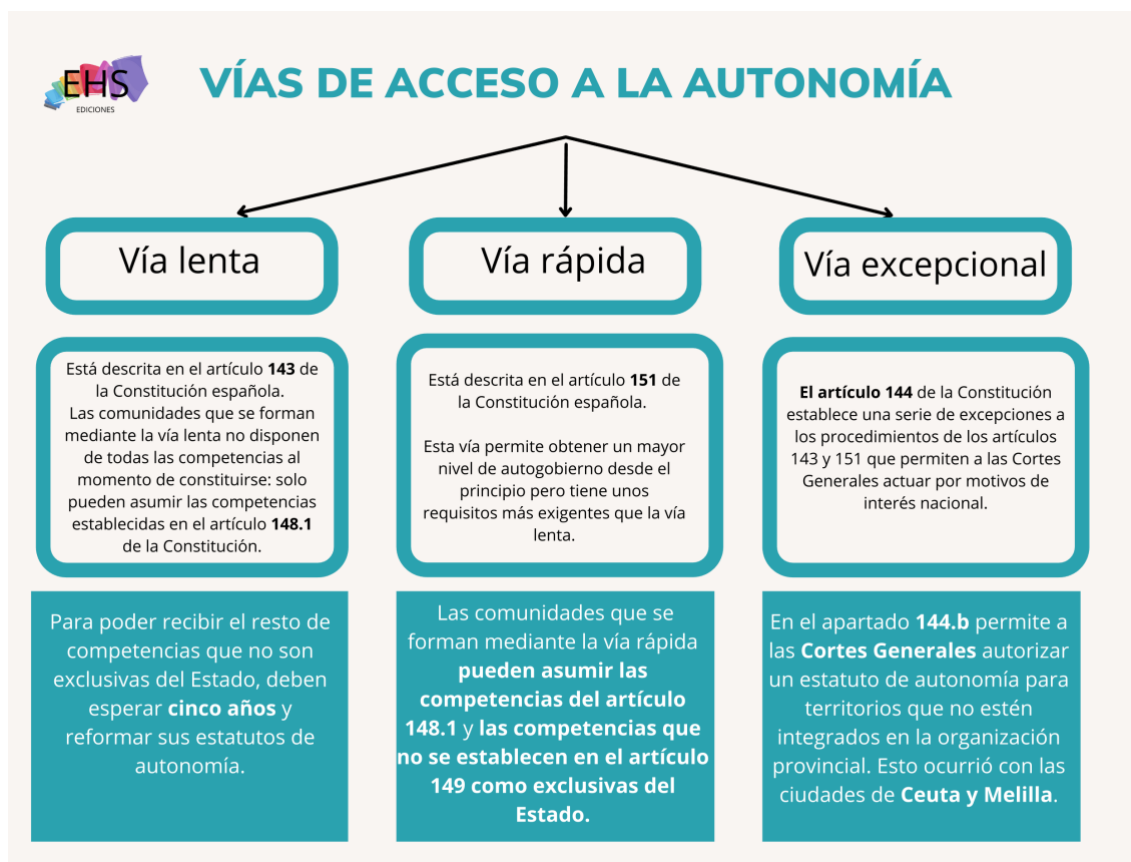 EHS
EDICIONES
VÍAS DE ACCESO A LA AUTONOMÍA
Vía lenta
Está descrita en el artículo 143 de
la Constitución española.
Las comunidades que se forman
mediante la vía lenta no disponen
de todas las competencias al
momento de constituirse: solo
pueden asumir las competencias
establecidas en el artículo 148.1
de la Constitución.
Para poder recibir el resto de
competencias que no son
exclusivas del Estado, deben
esperar cinco años y
reformar sus estatutos de
autonomía.
Vía rápida
Está descrita en el artículo 151 de
la Constitución española.
Esta vía permite obtener un mayor
nivel de autogobierno desde el
principio pero tiene unos
requisitos más exigentes que la vía
lenta.
Las comunidades que se
forman mediante la vía rápida
pueden asumir las
competencias del artículo
148.1 y las competencias que
no se establecen en el artículo
149 como exclusivas del
Estado.
Vía excepcional
El artículo 144 de la Constitución
establece una serie de excepciones a
los procedimientos de los artículos
143 y 151 que permiten a las Cortes
Generales actuar por motivos de
interés nacional.
En el apartado 144.b permite a
las Cortes Generales autorizar
un estatuto de autonomía para
territorios que no estén
integrados en la organización
provincial. Esto ocurrió con las
ciudades de Ceuta y Melilla.